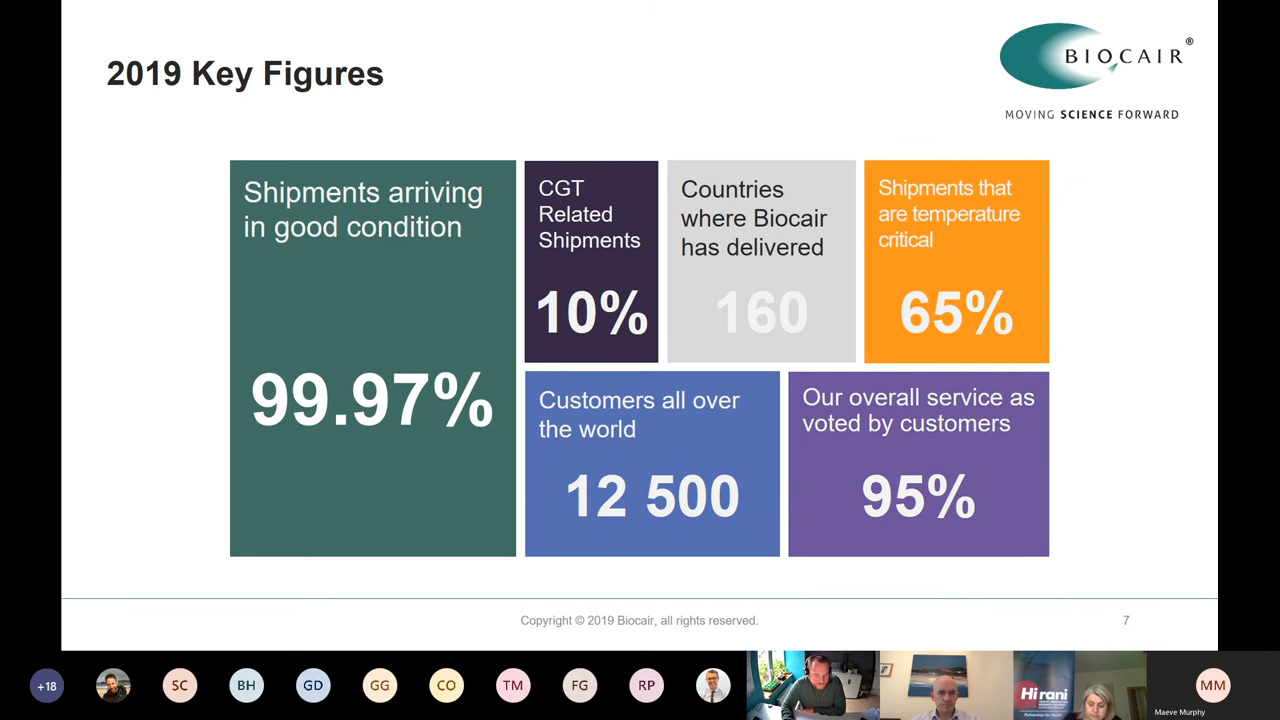 2019 Key Figures
BIOCAIR®
MOVING SCIENCE FORWARD
Shipments arriving
in good condition
99.97%
CGT
Related
Shipments
10%
Countries
where Biocair
has delivered
160
Shipments that
are temperature
critical
65%
Customers all over
the world
12 500
Our overall service as
voted by customers
95%
Copyright © 2019 Biocair, all rights reserved.
7
+18
SC
BH
GD
GG
CO
TM
FG
RP
Hirani
MM
Maeve Murphy